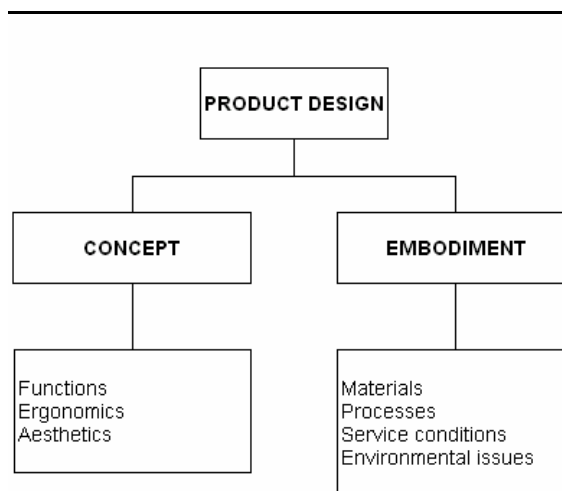 PRODUCT DESIGN
CONCEPT
EMBODIMENT
Functions
Ergonomics
Aesthetics
Materials
Processes
Service conditions
Environmental issues